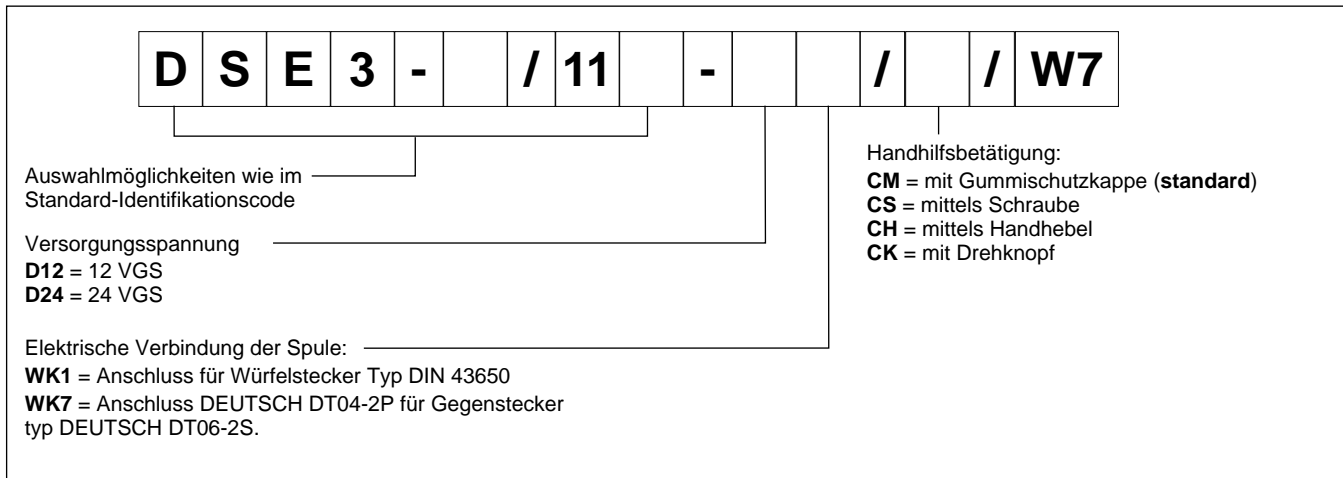 D S E 3 - / 11 - / / W7
Auswahlmöglichkeiten wie im
Standard-Identifikationscode
Versorgungsspannung
D12 = 12 VGS
D24 = 24 VGS
Elektrische Verbindung der Spule:
WK1 = Anschluss für Würfelstecker Typ DIN 43650
WK7 = Anschluss DEUTSCH DT04-2P für Gegenstecker
typ DEUTSCH DT06-2S.
Handhilfsbetätigung:
CM = mit Gummischutzkappe (standard)
CS = mittels Schraube
CH = mittels Handhebel
CK = mit Drehknopf